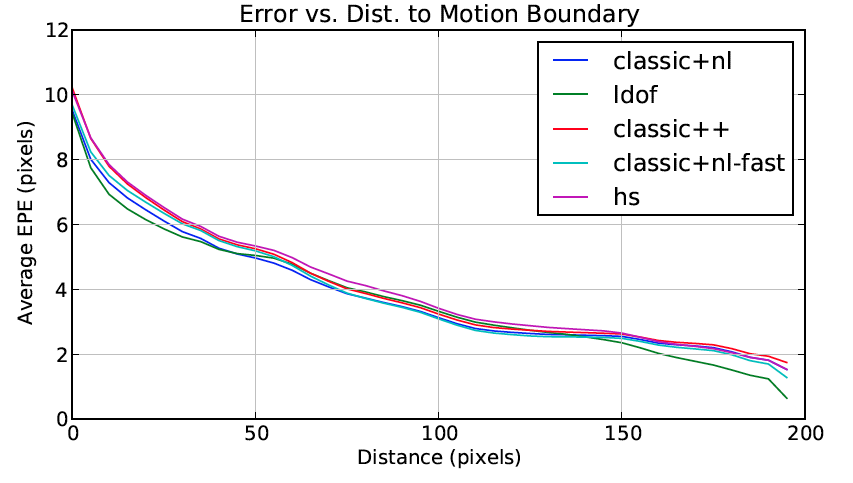 Error vs. Dist. to Motion Boundary
12
10
8
6
4
2
0
Average EPE (pixels)
classic+nl
ldof
classic++
classic+nl-fast
hs
0 50 100 150 200
Distance (pixels)